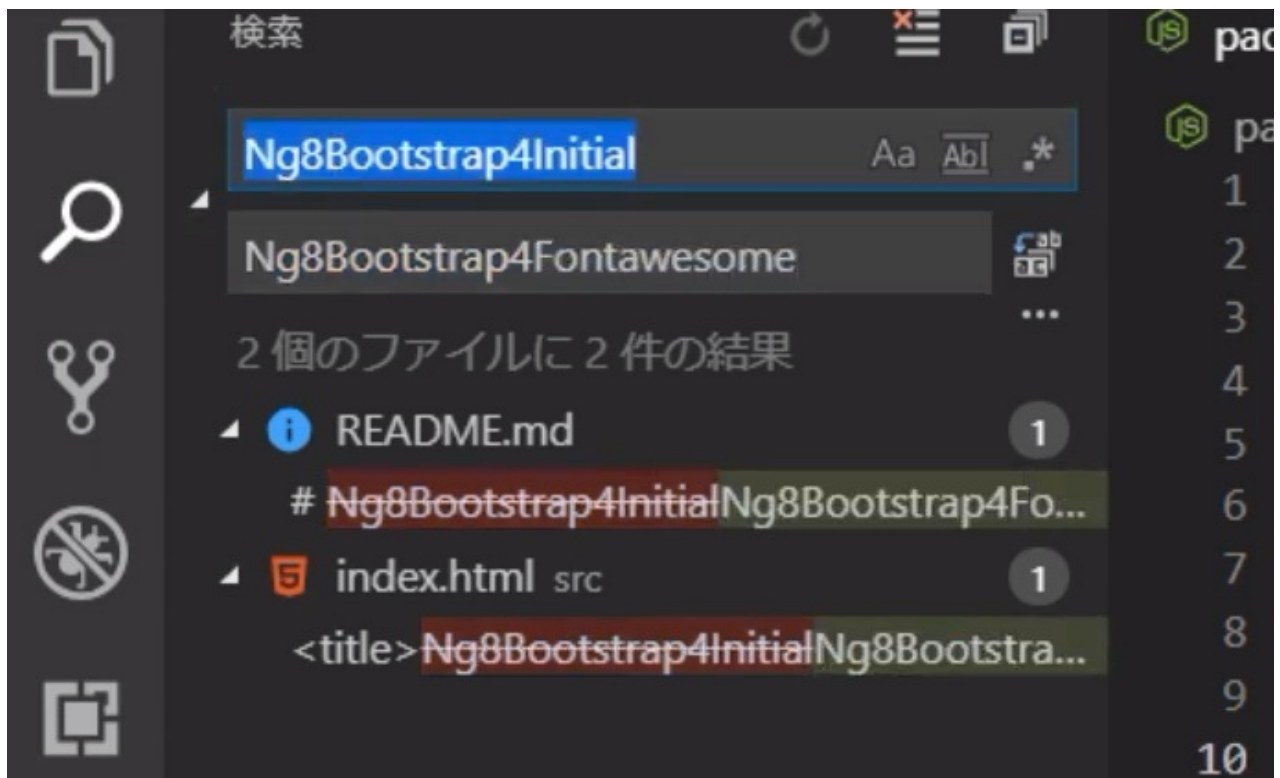 検索
Ng8Bootstrap4Initial
Aa Abl .*
Ng8Bootstrap4Fontawesome
2 個のファイルに 2 件の結果
README.md 1
# Ng8Bootstrap4InitialNg8Bootstrap4Fo...
index.html src 1
<title>Ng8Bootstrap4InitialNg8Bootstra...
JS pac
JS pa
1
2
3
4
5
6
7
8
9
10